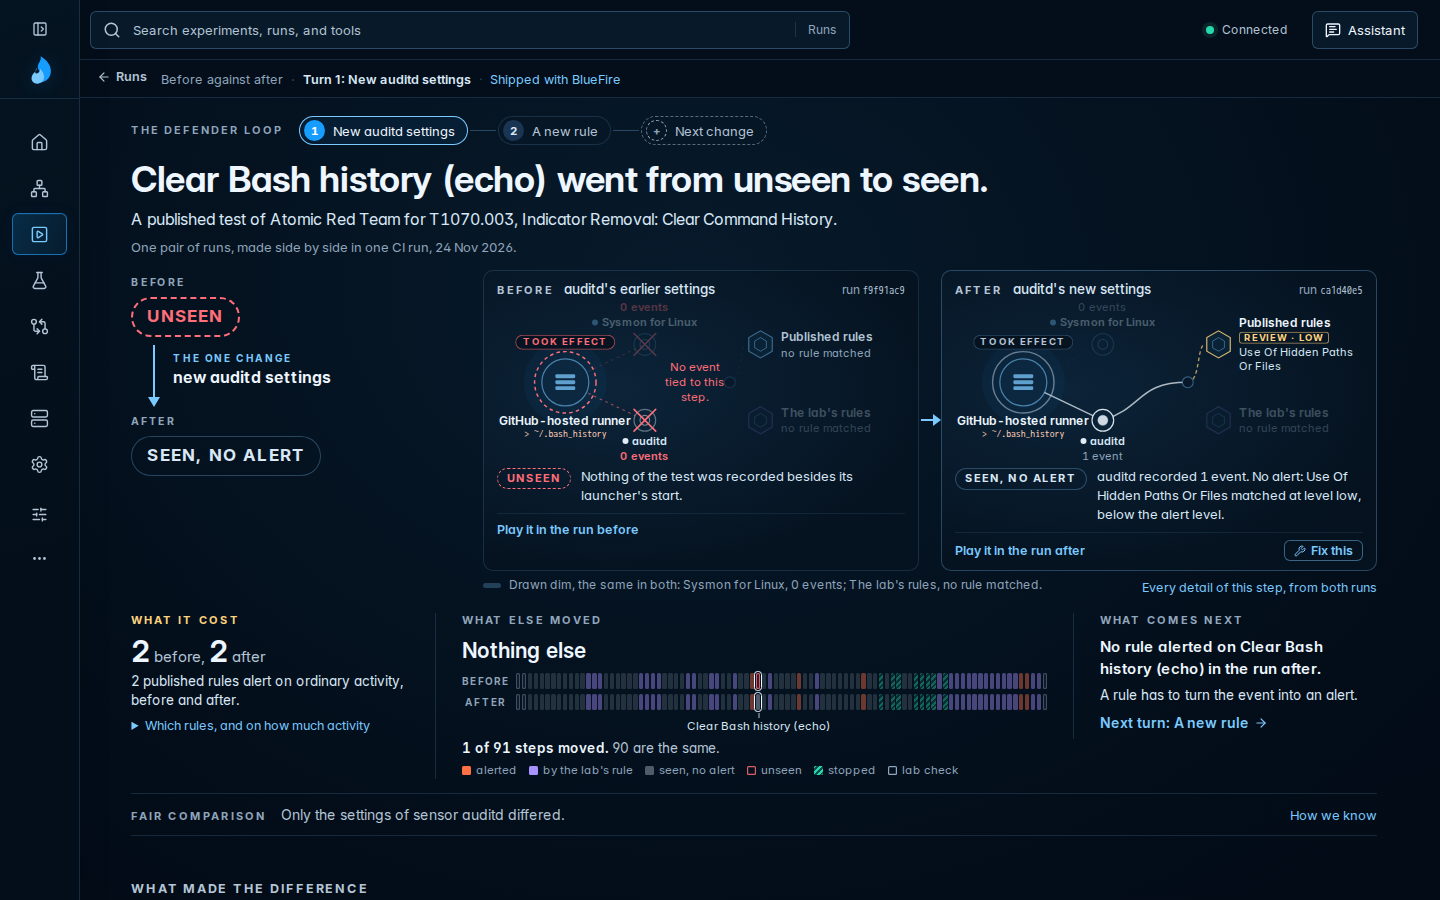 Search experiments, runs, and tools
Runs
Connected
Assistant
Runs
Before against after · Turn 1: New auditd settings · Shipped with BlueFire
THE DEFENDER LOOP
1 New auditd settings
2 A new rule
+ Next change
Clear Bash history (echo) went from unseen to seen.
A published test of Atomic Red Team for T1070.003, Indicator Removal: Clear Command History.
One pair of runs, made side by side in one CI run, 24 Nov 2026.
BEFORE
UNSEEN
THE ONE CHANGE
new auditd settings
AFTER
SEEN, NO ALERT
BEFORE auditd's earlier settings
run f9f91ac9
0 events
Sysmon for Linux
TOOK EFFECT
No event
tied to this
step.
Published rules
no rule matched
GitHub-hosted runner
> ~/.bash_history
auditd
0 events
The lab's rules
no rule matched
UNSEEN
Nothing of the test was recorded besides its
launcher's start.
Play it in the run before
AFTER auditd's new settings
run ca1d40e5
0 events
Sysmon for Linux
TOOK EFFECT
Published rules
REVIEW · LOW
Use Of Hidden Paths
Or Files
GitHub-hosted runner
> ~/.bash_history
auditd
1 event
The lab's rules
no rule matched
SEEN, NO ALERT
auditd recorded 1 event. No alert: Use Of
Hidden Paths Or Files matched at level low,
below the alert level.
Play it in the run after
Fix this
Drawn dim, the same in both: Sysmon for Linux, 0 events; The lab's rules, no rule matched.
Every detail of this step, from both runs
WHAT IT COST
2 before, 2 after
2 published rules alert on ordinary activity,
before and after.
Which rules, and on how much activity
WHAT ELSE MOVED
Nothing else
BEFORE
AFTER
Clear Bash history (echo)
1 of 91 steps moved. 90 are the same.
alerted
by the lab's rule
seen, no alert
unseen
stopped
lab check
WHAT COMES NEXT
No rule alerted on Clear Bash
history (echo) in the run after.
A rule has to turn the event into an alert.
Next turn: A new rule
FAIR COMPARISON
Only the settings of sensor auditd differed.
How we know
WHAT MADE THE DIFFERENCE